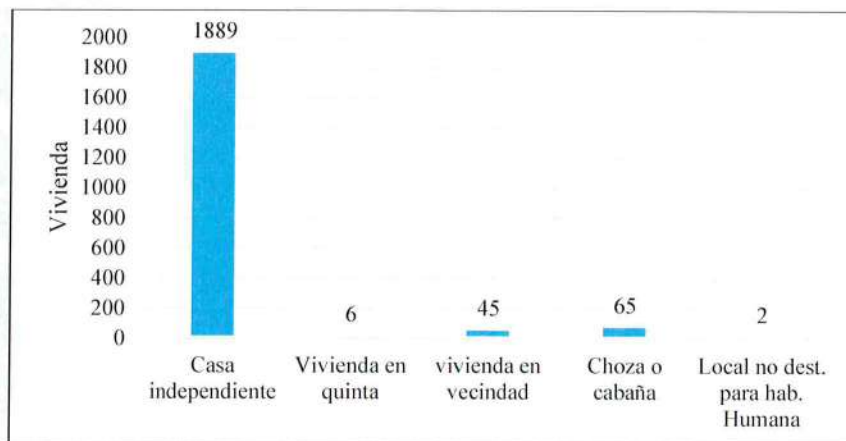 1889
2000
1800
1600
1400
1200
1000
800
600
400
200
0
Vivienda
6
45
65
2
Casa
independiente
Vivienda en
quinta
vivienda en
vecindad
Choza o
cabaña
Local no dest.
para hab.
Humana